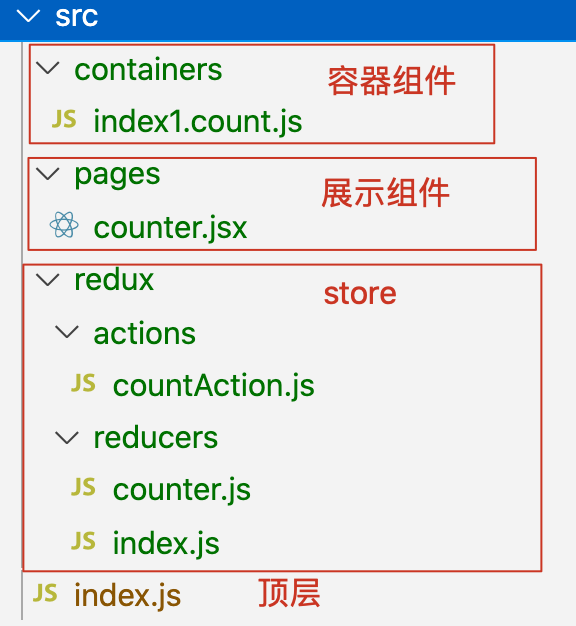 src
containers 容器组件
JS index1.count.js
pages 展示组件
counter.jsx
redux store
actions
JS countAction.js
reducers
JS counter.js
JS index.js
JS index.js 顶层